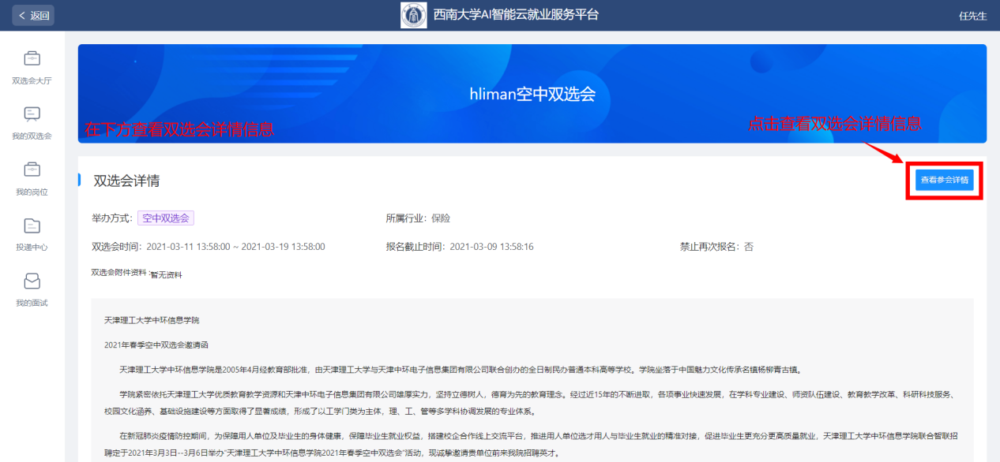 返回
西南大学AI智能云就业服务平台
任先生
双选会大厅
我的双选会
我的岗位
投递中心
我的面试
hliman空中双选会
在下方查看双选会详情信息
点击查看双选会详情信息
双选会详情
查看参会详情
举办方式: 空中双选会 所属行业: 保险
双选会时间: 2021-03-11 13:58:00 ~ 2021-03-19 13:58:00 报名截止时间: 2021-03-09 13:58:16 禁止再次报名: 否
双选会附件资料 :暂无资料
天津理工大学中环信息学院
2021年春季空中双选会邀请函
天津理工大学中环信息学院是2005年4月经教育部批准，由天津理工大学与天津中环电子信息集团有限公司联合创办的全日制民办普通本科高等学校。学院坐落于中国魅力文化传承名镇杨柳青古镇。
学院紧密依托天津理工大学优质教育教学资源和天津中环电子信息集团有限公司雄厚实力，坚持立德树人，德育为先的教育理念。经过近15年的不断进取，各项事业快速发展，在学科专业建设、师资队伍建设、教育教学改革、科研科技服务、
校园文化涵养、基础设施建设等方面取得了显著成绩，形成了以工学门类为主体，理、工、管等多学科协调发展的专业体系。
在新冠肺炎疫情防控期间，为保障用人单位及毕业生的身体健康，保障毕业生就业权益，搭建校企合作线上交流平台，推进用人单位选才用人与毕业生就业的精准对接，促进毕业生更充分更高质量就业，天津理工大学中环信息学院联合智联招
聘定于2021年3月3日--3月6日举办“天津理工大学中环信息学院2021年春季空中双选会”活动，现诚挚邀请贵单位前来我院招聘英才。